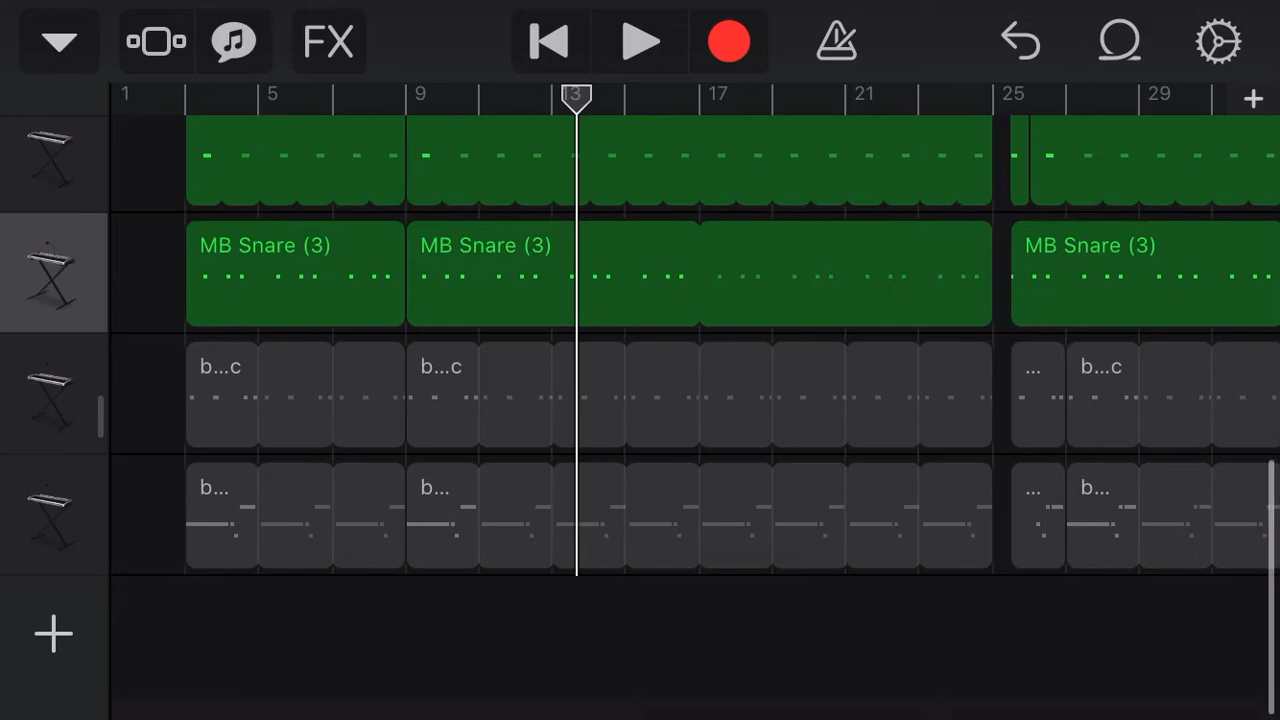 FX
1 5 9 13 17 21 25 29
MB Snare (3) MB Snare (3) MB Snare (3)
b...c b...c ... b...c
b... b... ... b...